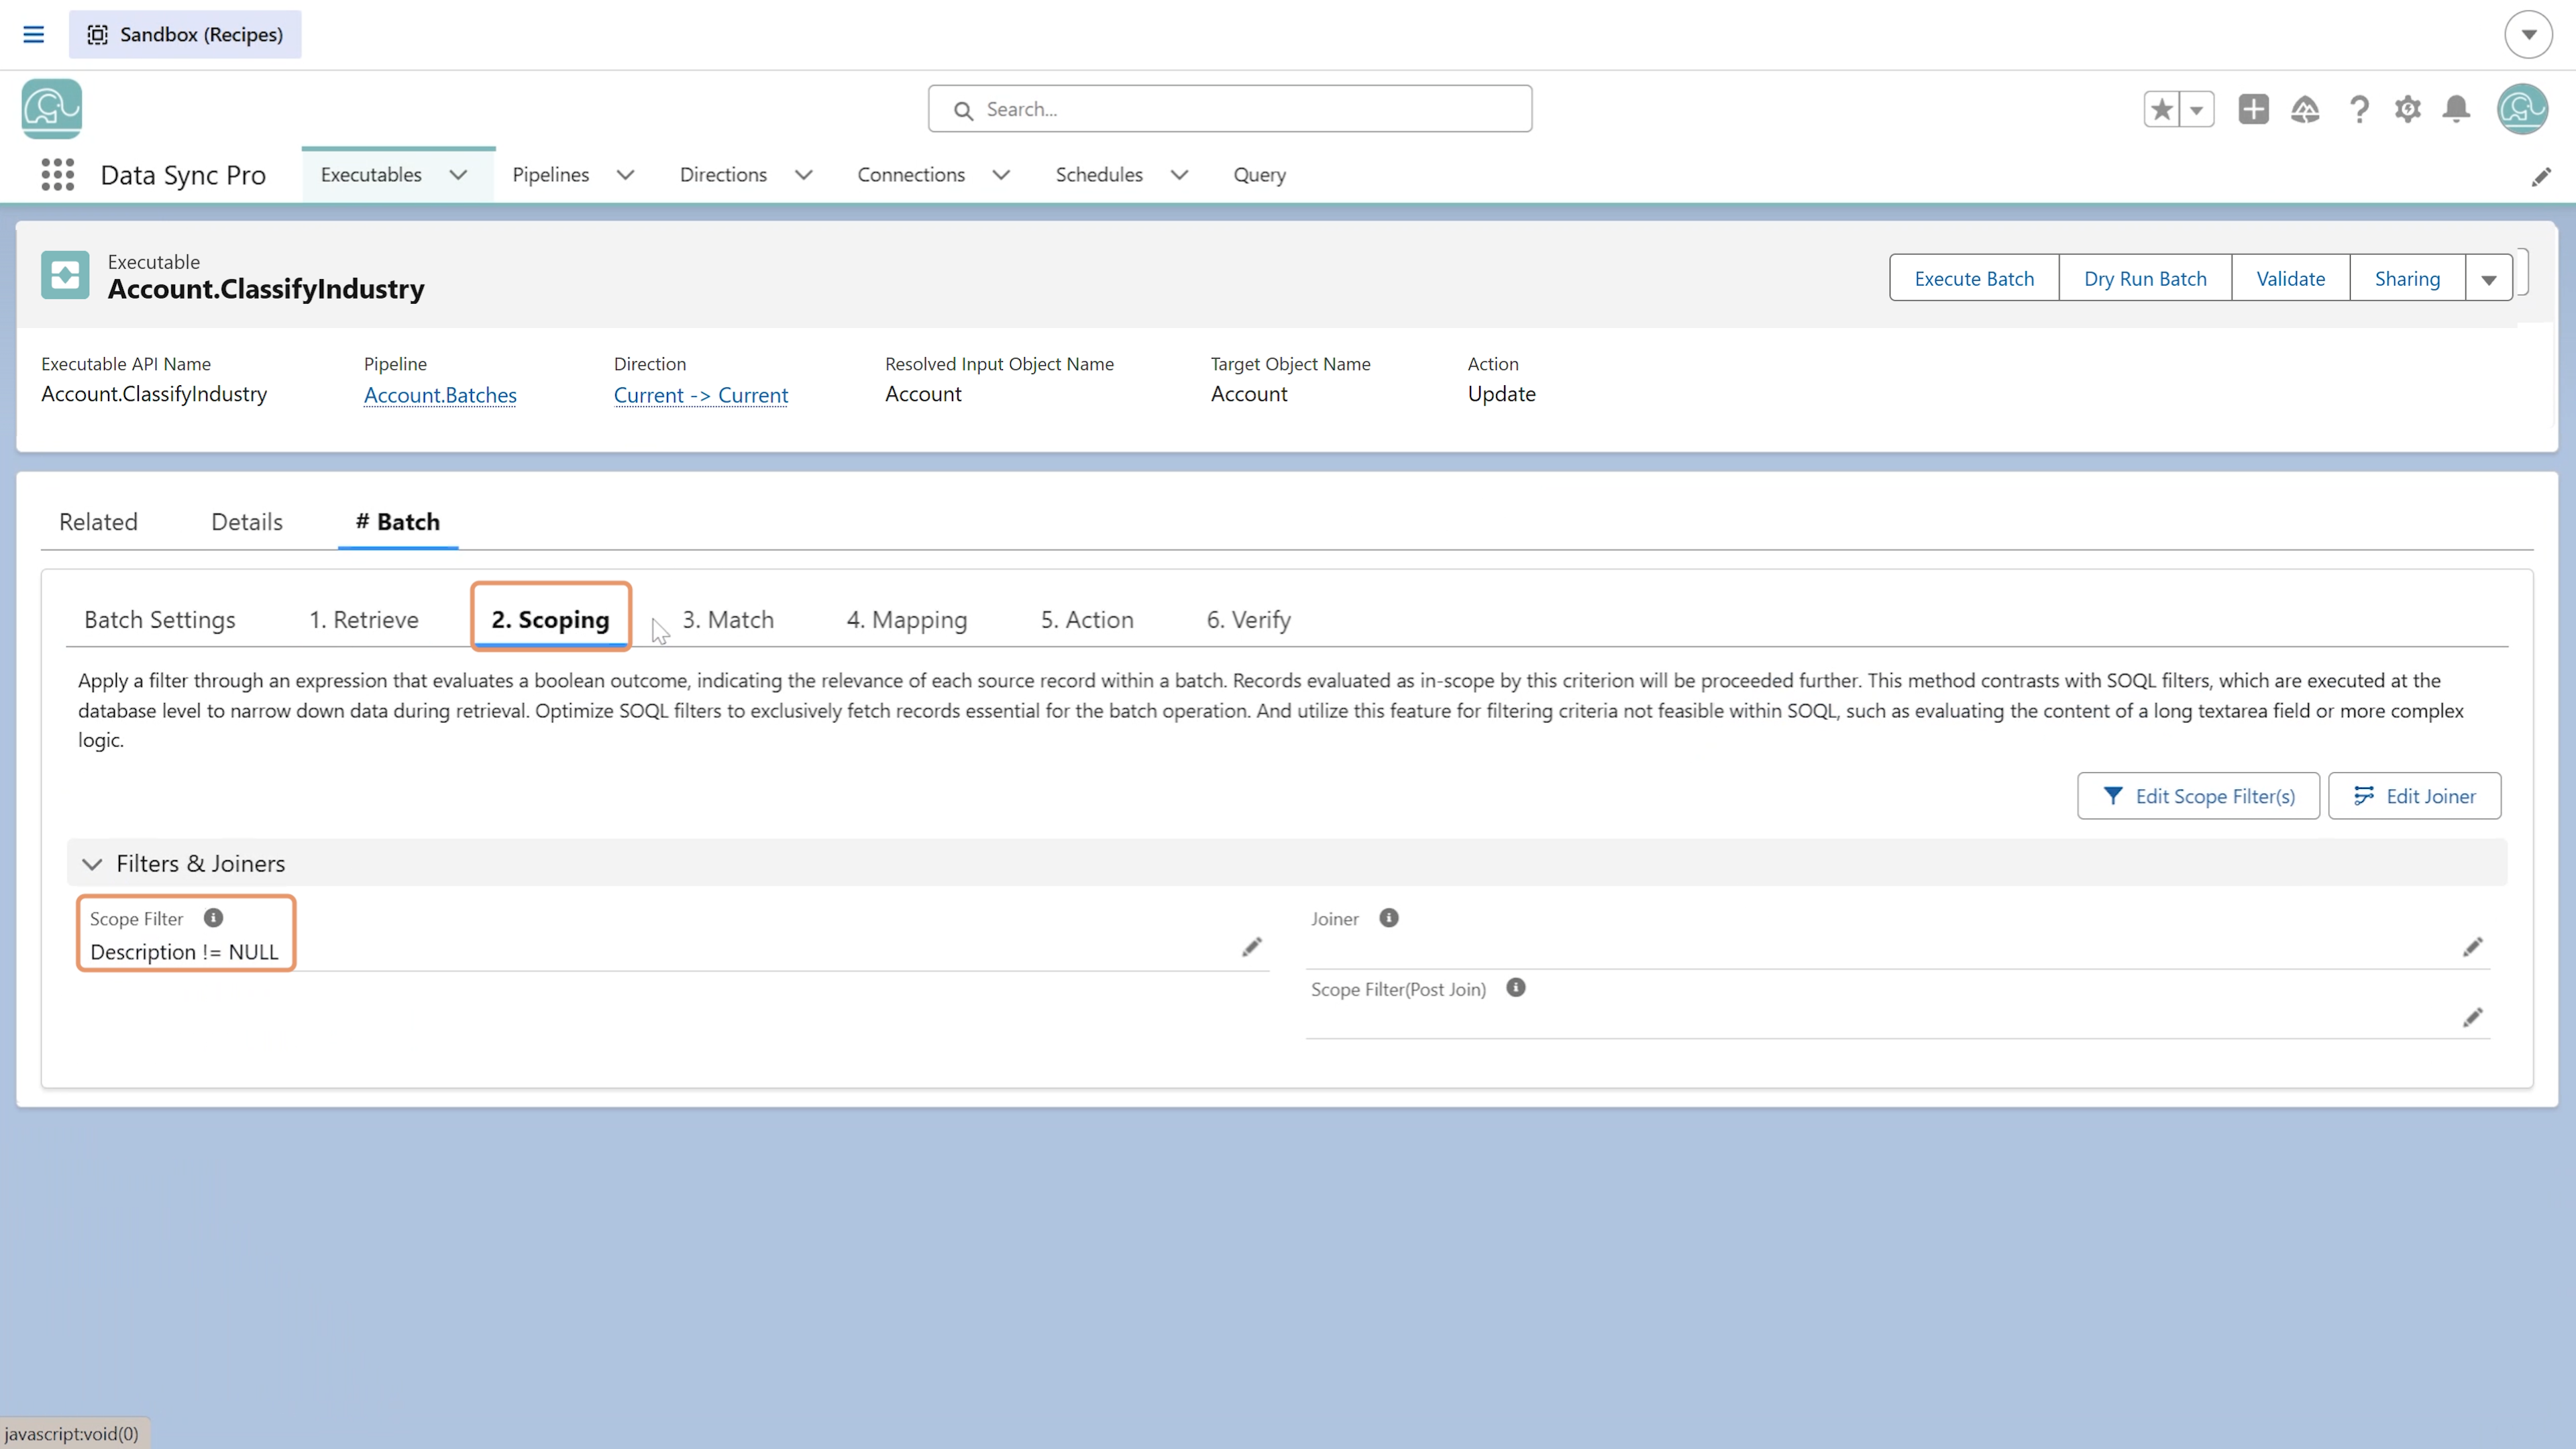 Sandbox (Recipes)
Search...
Data Sync Pro
Executables
Pipelines
Directions
Connections
Schedules
Query
Executable
Account.ClassifyIndustry
Execute Batch
Dry Run Batch
Validate
Sharing
Executable API Name
Account.ClassifyIndustry
Pipeline
Account.Batches
Direction
Current -> Current
Resolved Input Object Name
Account
Target Object Name
Account
Action
Update
Related
Details
# Batch
Batch Settings
1. Retrieve
2. Scoping
3. Match
4. Mapping
5. Action
6. Verify
Apply a filter through an expression that evaluates a boolean outcome, indicating the relevance of each source record within a batch. Records evaluated as in-scope by this criterion will be proceeded further. This method contrasts with SOQL filters, which are executed at the
database level to narrow down data during retrieval. Optimize SOQL filters to exclusively fetch records essential for the batch operation. And utilize this feature for filtering criteria not feasible within SOQL, such as evaluating the content of a long textarea field or more complex
logic.
Edit Scope Filter(s)
Edit Joiner
Filters & Joiners
Scope Filter
Description != NULL
Joiner
Scope Filter(Post Join)
javascript:void(0)